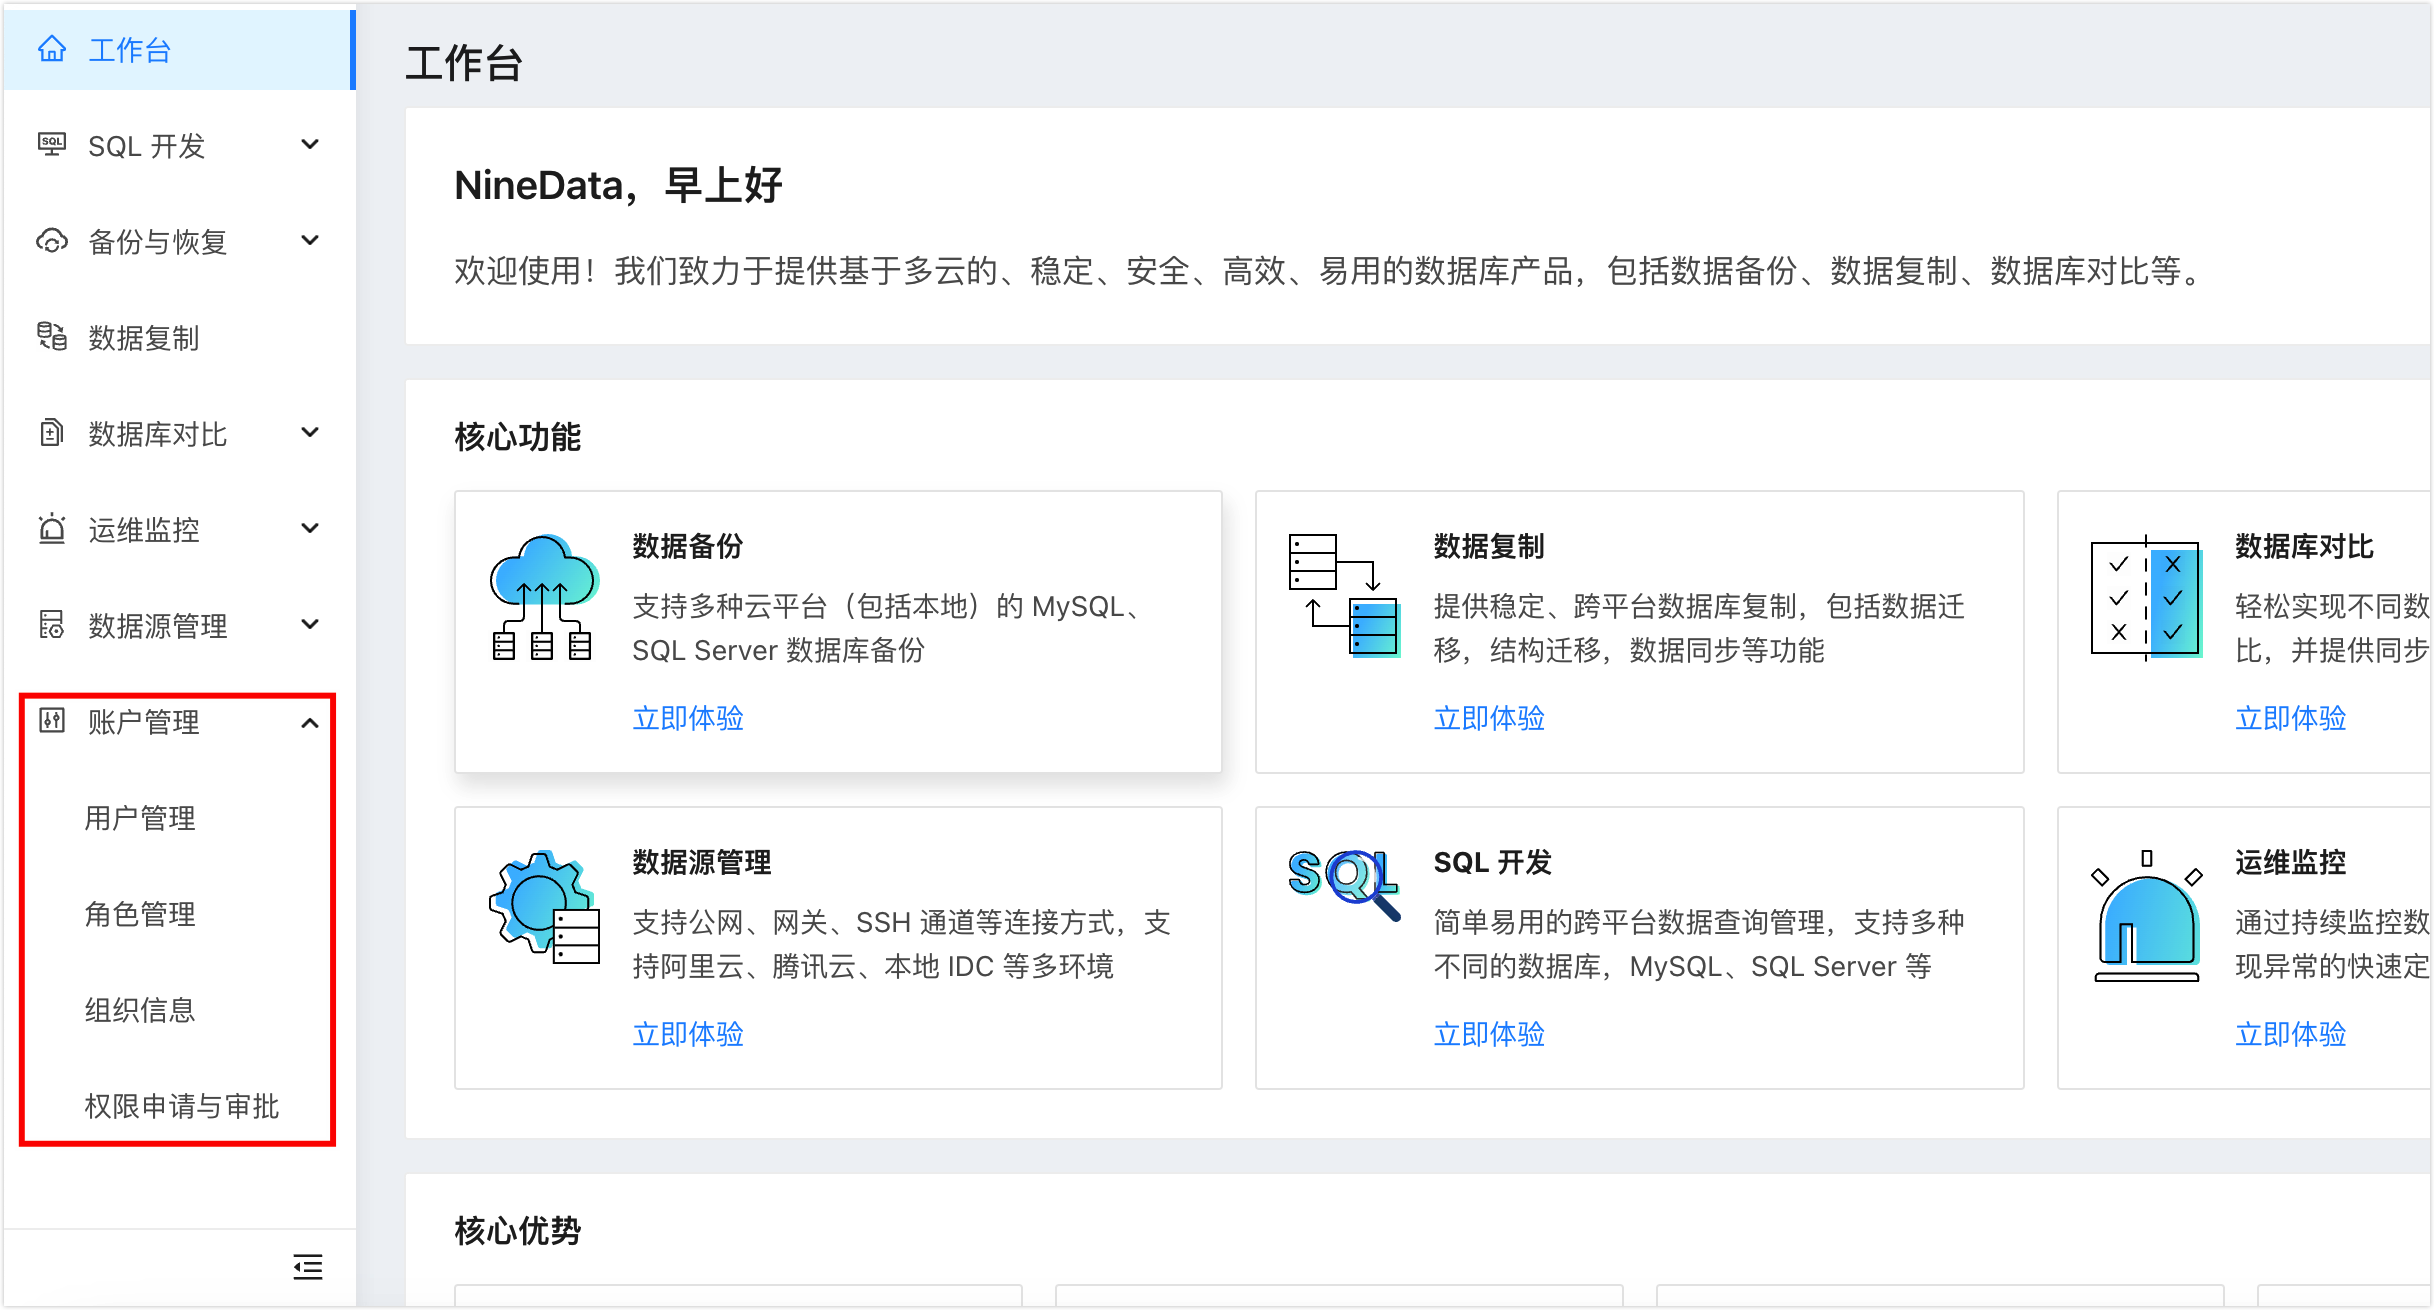 工作台
SQL 开发
备份与恢复
数据复制
数据库对比
运维监控
数据源管理
账户管理
用户管理
角色管理
组织信息
权限申请与审批
工作台
NineData，早上好
欢迎使用！我们致力于提供基于多云的、稳定、安全、高效、易用的数据库产品，包括数据备份、数据复制、数据库对比等。
核心功能
数据备份
支持多种云平台（包括本地）的 MySQL、
SQL Server 数据库备份
立即体验
数据复制
提供稳定、跨平台数据库复制，包括数据迁
移，结构迁移，数据同步等功能
立即体验
数据库对比
轻松实现不同数
比，并提供同步
立即体验
数据源管理
支持公网、网关、SSH 通道等连接方式，支
持阿里云、腾讯云、本地 IDC 等多环境
立即体验
SQL
SQL 开发
简单易用的跨平台数据查询管理，支持多种
不同的数据库，MySQL、SQL Server 等
立即体验
运维监控
通过持续监控数
现异常的快速定
立即体验
核心优势